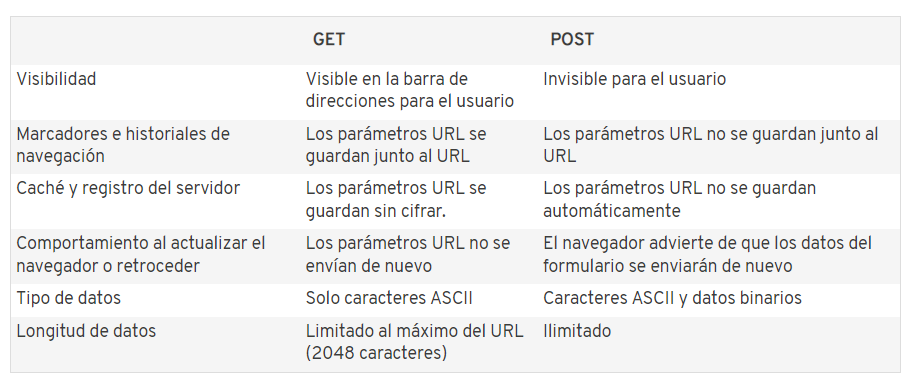 GET POST
Visibilidad Visible en la barra de Invisible para el usuario
direcciones para el usuario
Marcadores e historiales de Los parámetros URL se Los parámetros URL no se guardan junto al
navegación guardan junto al URL URL
Caché y registro del servidor Los parámetros URL se Los parámetros URL no se guardan
guardan sin cifrar. automáticamente
Comportamiento al actualizar el Los parámetros URL no se El navegador advierte de que los datos del
navegador o retroceder envían de nuevo formulario se enviarán de nuevo
Tipo de datos Solo caracteres ASCII Caracteres ASCII y datos binarios
Longitud de datos Limitado al máximo del URL Ilimitado
(2048 caracteres)